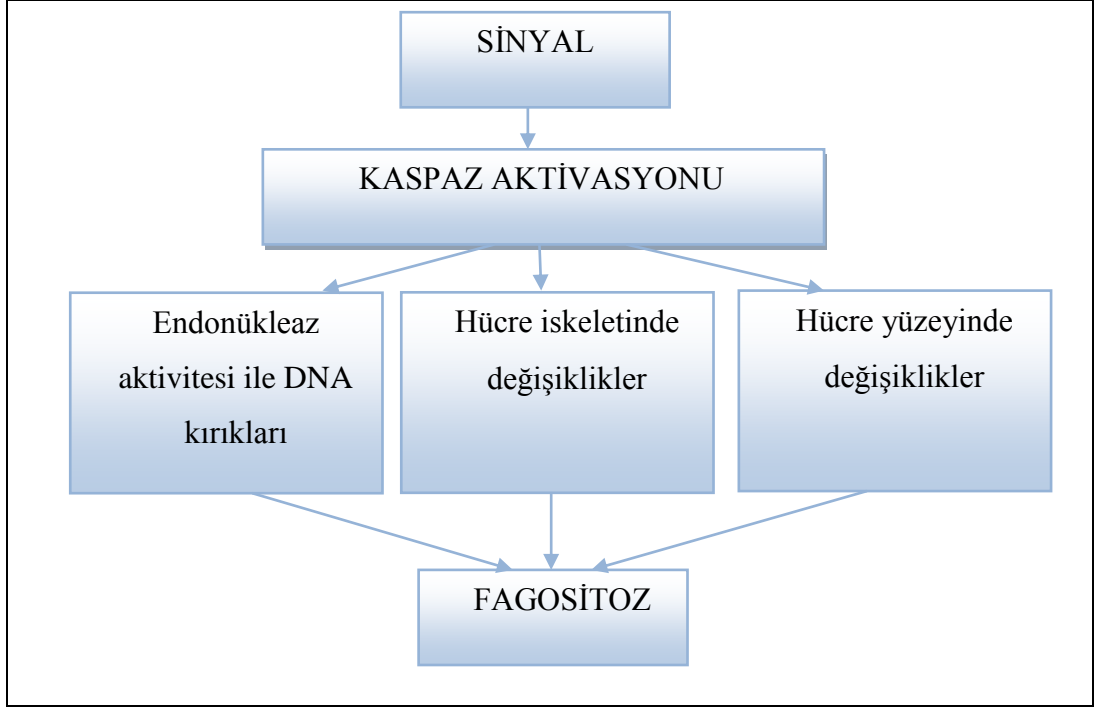 SİNYAL
KASPAZ AKTİVASYONU
Endonükleaz
aktivitesi ile DNA
kırıkları
Hücre iskeletinde
değişiklikler
Hücre yüzeyinde
değişiklikler
FAGOSİTOZ